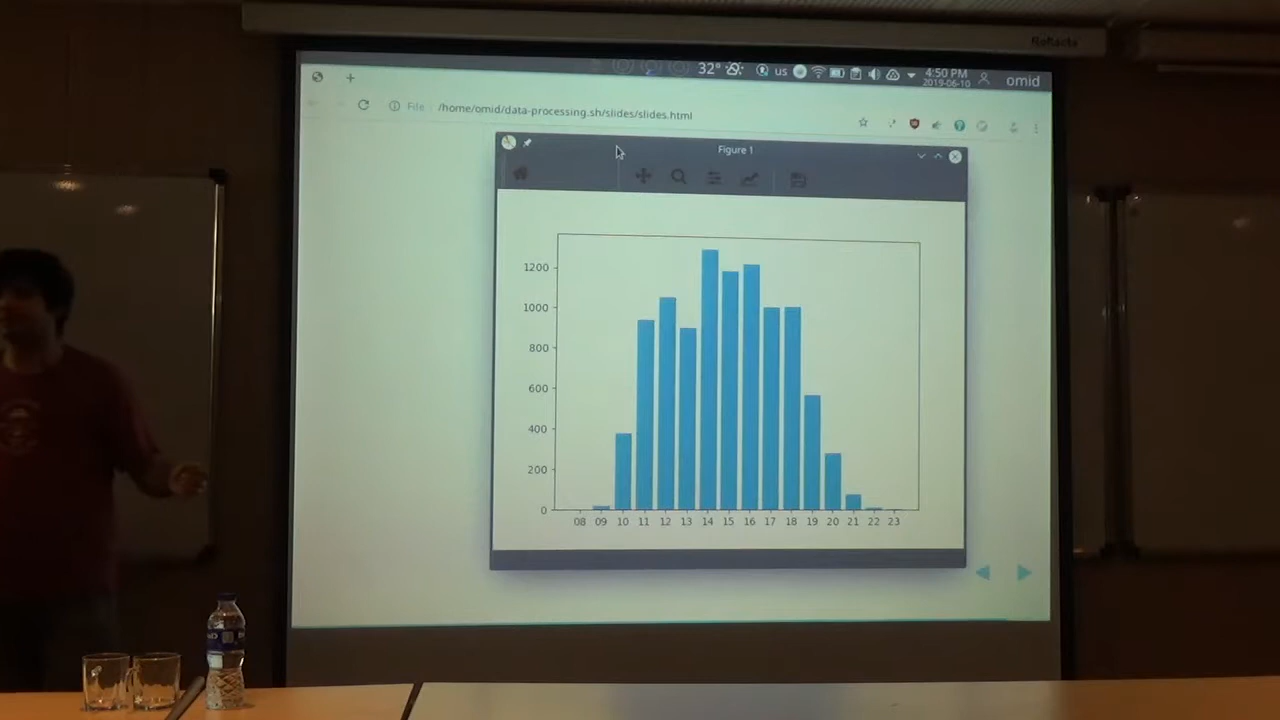 Reflecta
32° us 4:50 PM omid
2019-06-10
File /home/omid/data-processing.sh/slides/slides.html
Figure 1
1200
1000
800
600
400
200
0
08 09 10 11 12 13 14 15 16 17 18 19 20 21 22 23